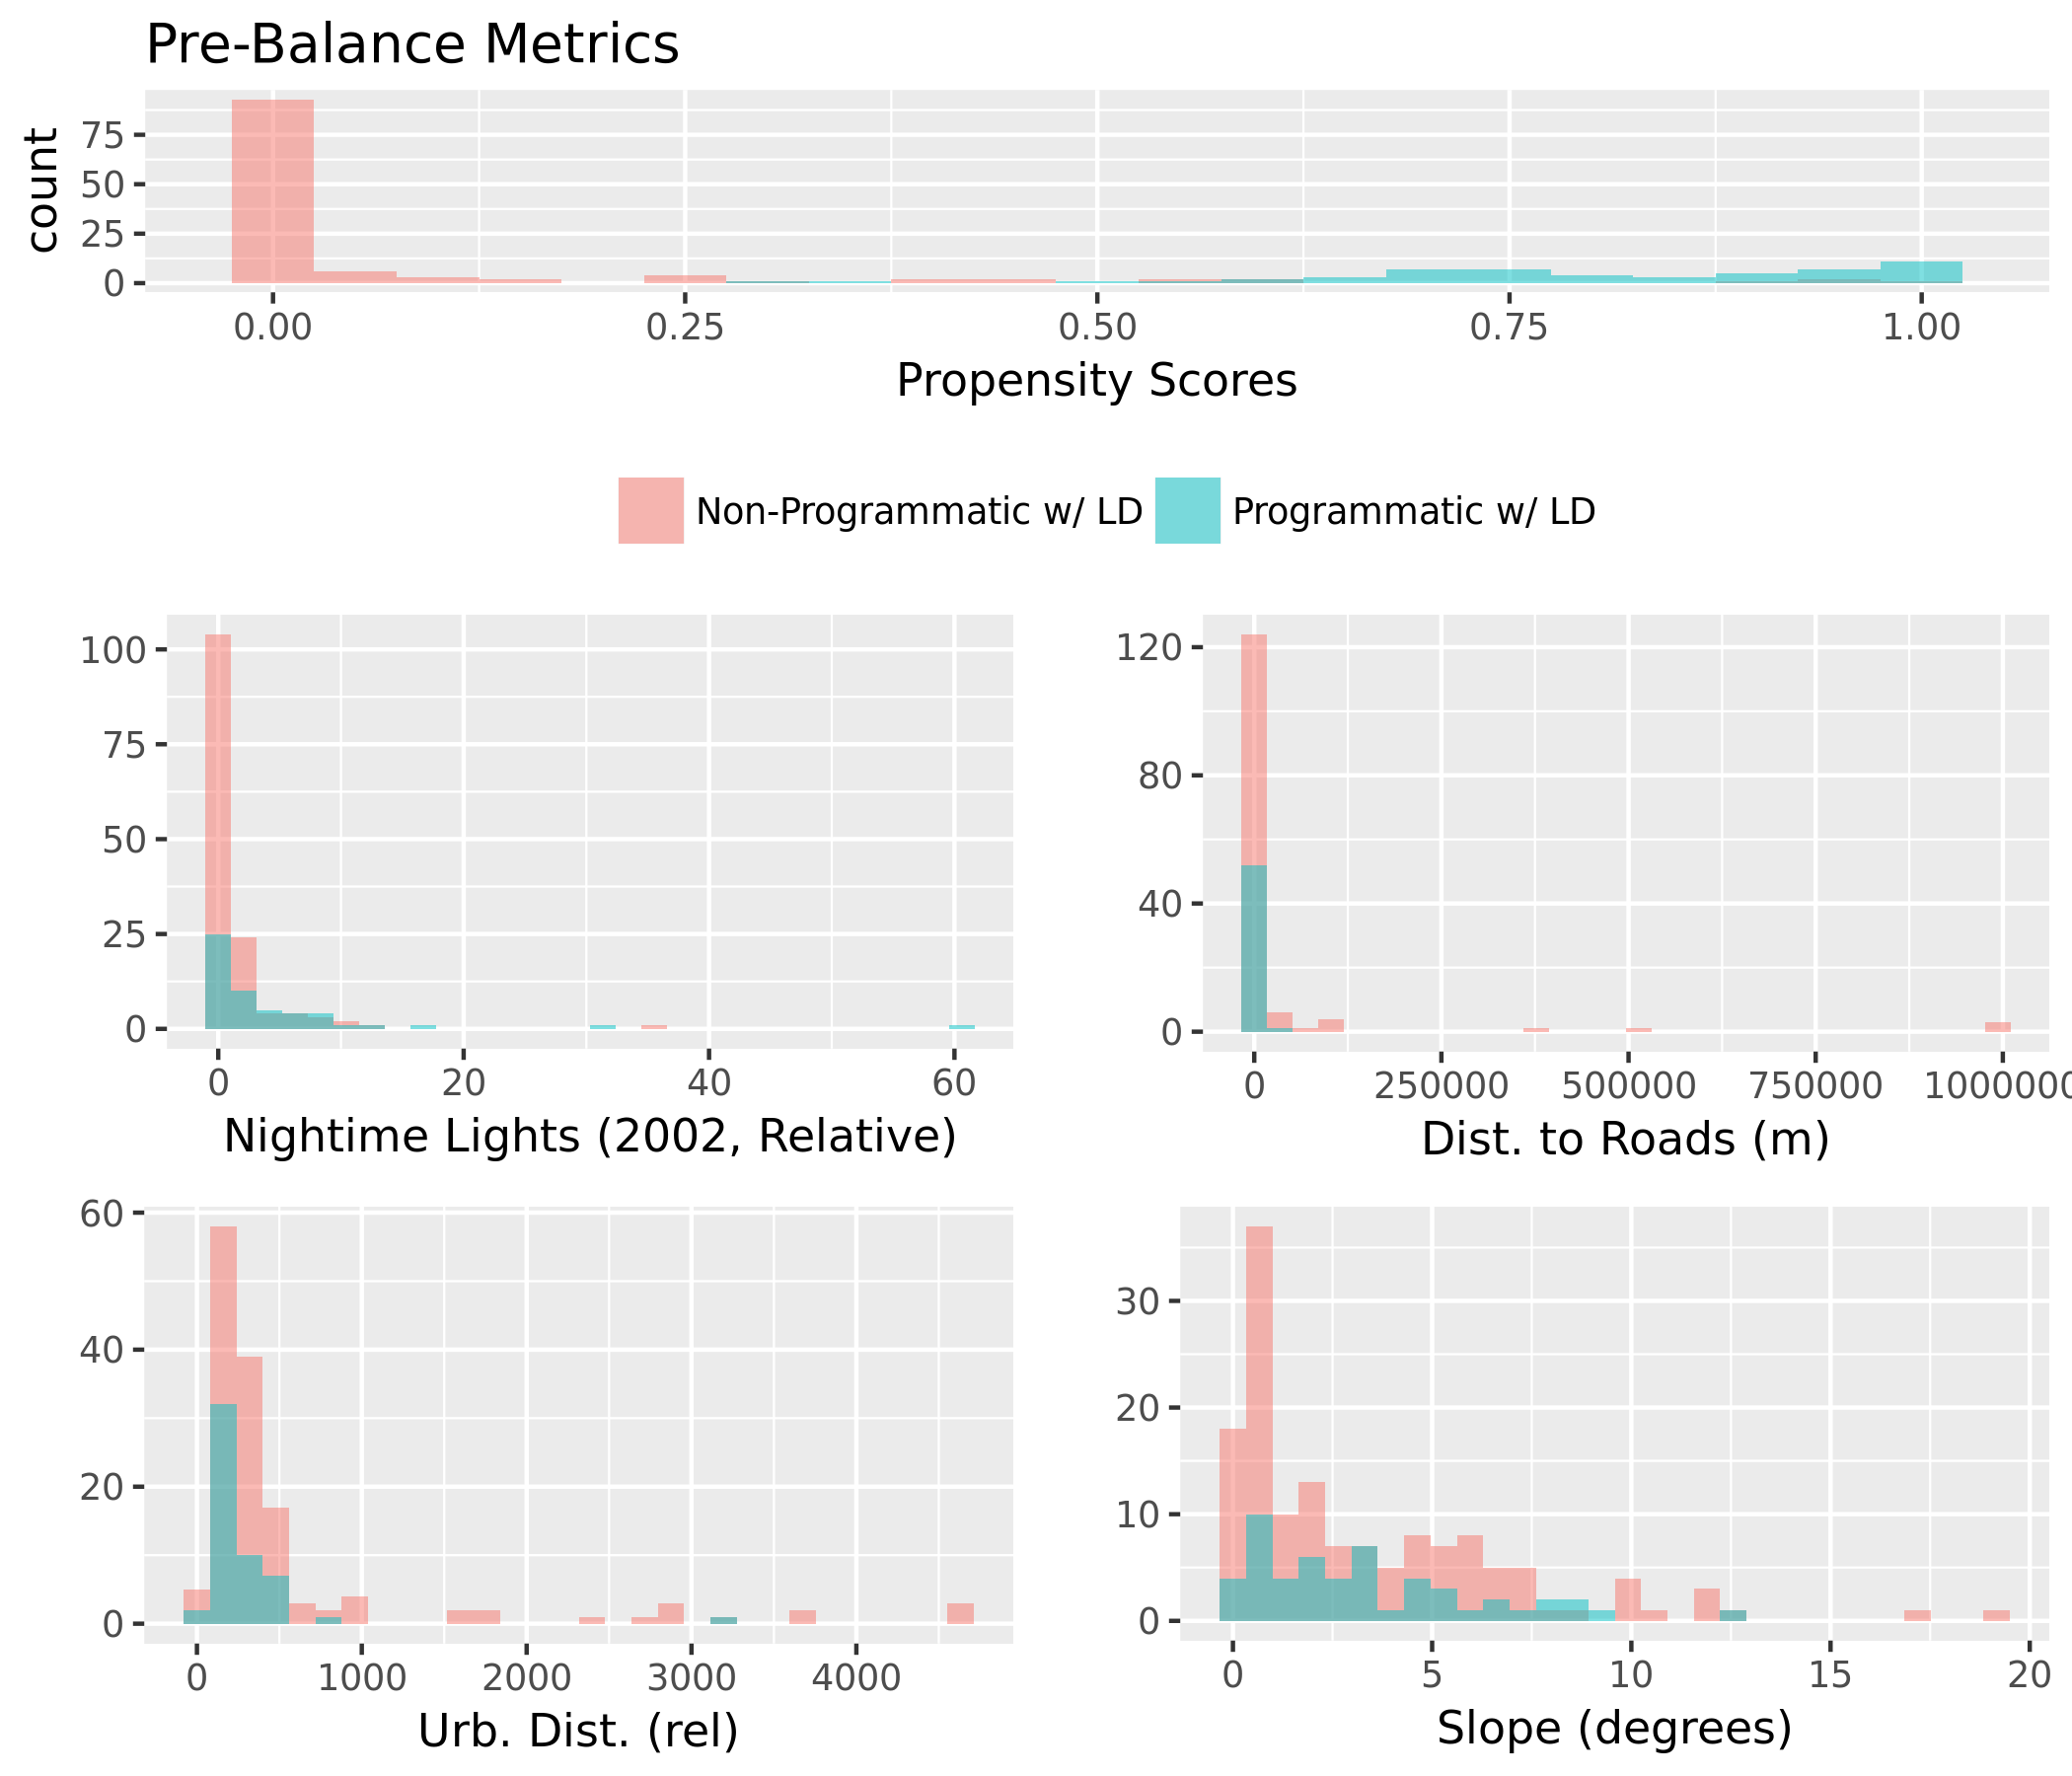 Pre-Balance Metrics
count
75
50
25
0
0.00 0.25 0.50 0.75 1.00
Propensity Scores
Non-Programmatic w/ LD Programmatic w/ LD
100
75
50
25
0
0 20 40 60
Nightime Lights (2002, Relative)
120
80
40
0
0 250000 500000 750000 1000000
Dist. to Roads (m)
60
40
20
0
0 1000 2000 3000 4000
Urb. Dist. (rel)
30
20
10
0
0 5 10 15 20
Slope (degrees)